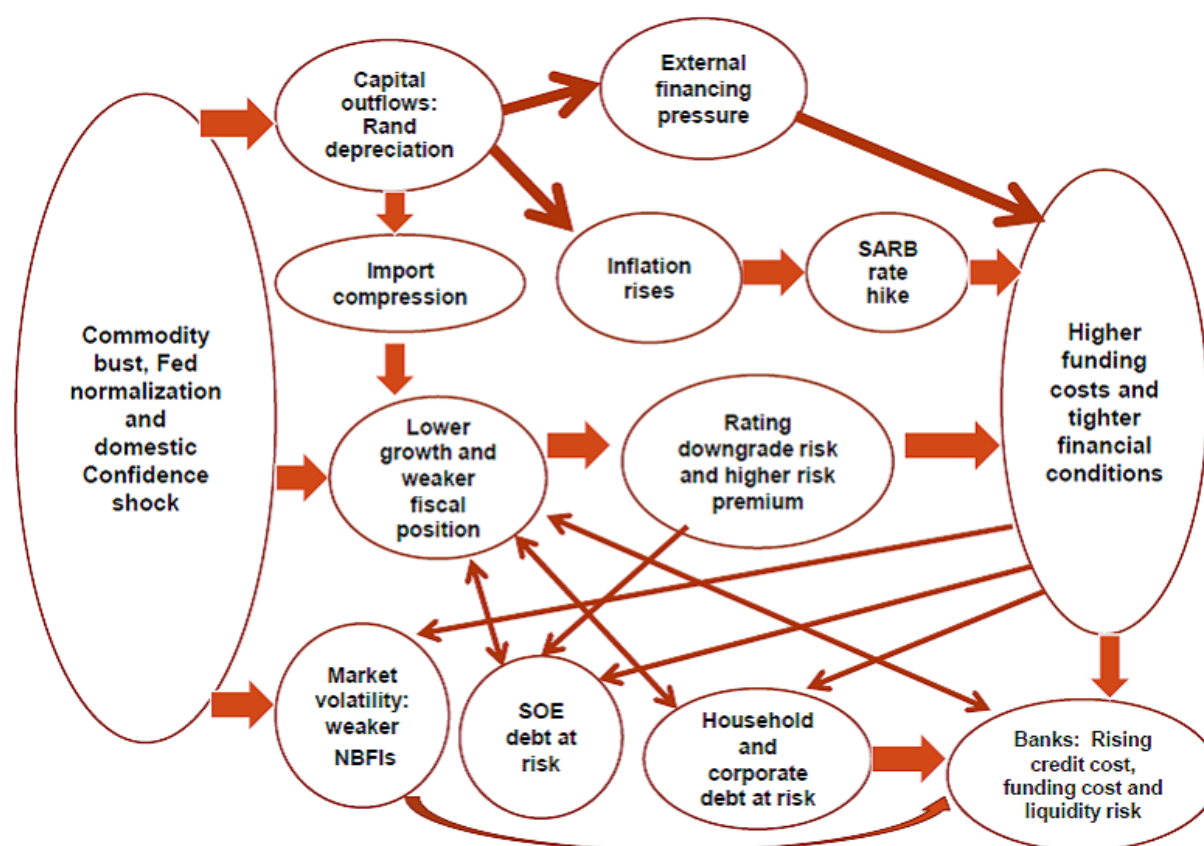 Capital
outflows:
Rand
depreciation
External
financing
pressure
Import
compression
Inflation
rises
SARB
rate
hike
Commodity
bust, Fed
normalization
and
domestic
Confidence
shock
Higher
funding
costs and
tighter
financial
conditions
Lower
growth and
weaker
fiscal
position
Rating
downgrade risk
and higher risk
premium
Market
volatility:
weaker
NBFIs
SOE
debt at
risk
Household
and
corporate
debt at risk
Banks: Rising
credit cost,
funding cost and
liquidity risk